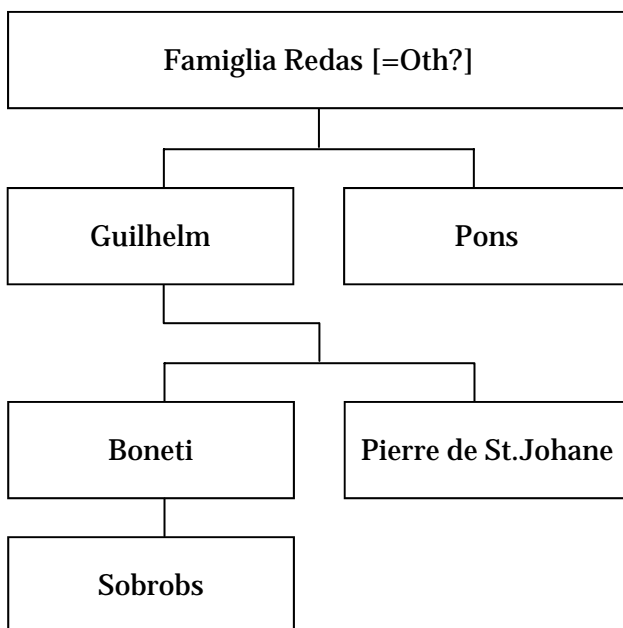 Famiglia Redas [=Oth?]
Guilhelm
Pons
Boneti
Pierre de St.Johane
Sobrobs